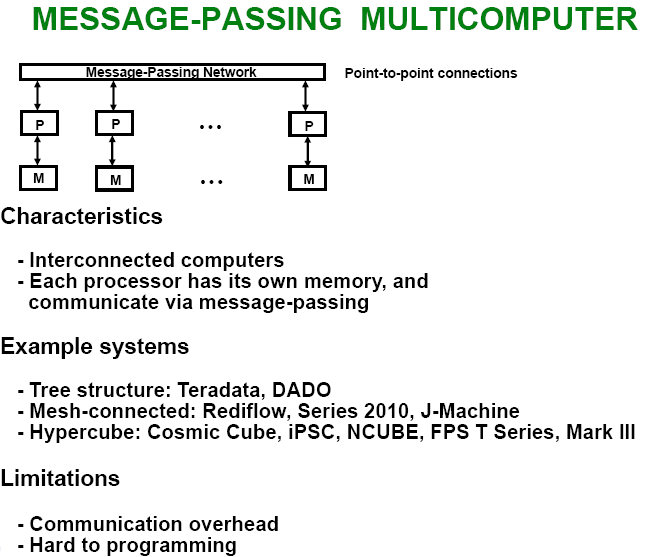 MESSAGE-PASSING MULTICOMPUTER
Message-Passing Network
Point-to-point connections
P P ... P
M M ... M
Characteristics
- Interconnected computers
- Each processor has its own memory, and
communicate via message-passing
Example systems
- Tree structure: Teradata, DADO
- Mesh-connected: Rediflow, Series 2010, J-Machine
- Hypercube: Cosmic Cube, iPSC, NCUBE, FPS T Series, Mark III
Limitations
- Communication overhead
- Hard to programming